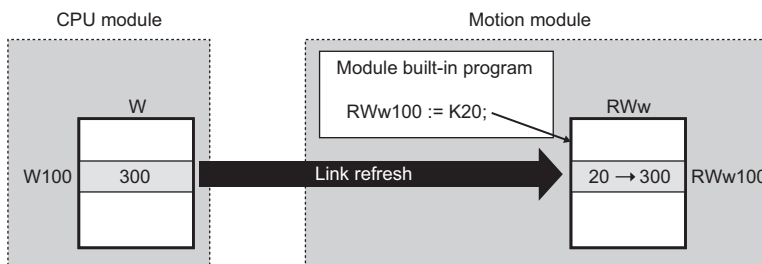 CPU module
Motion module
Module built-in program
RWw100 := K20;
W
RWw
W100
300
Link refresh
20 → 300
RWw100